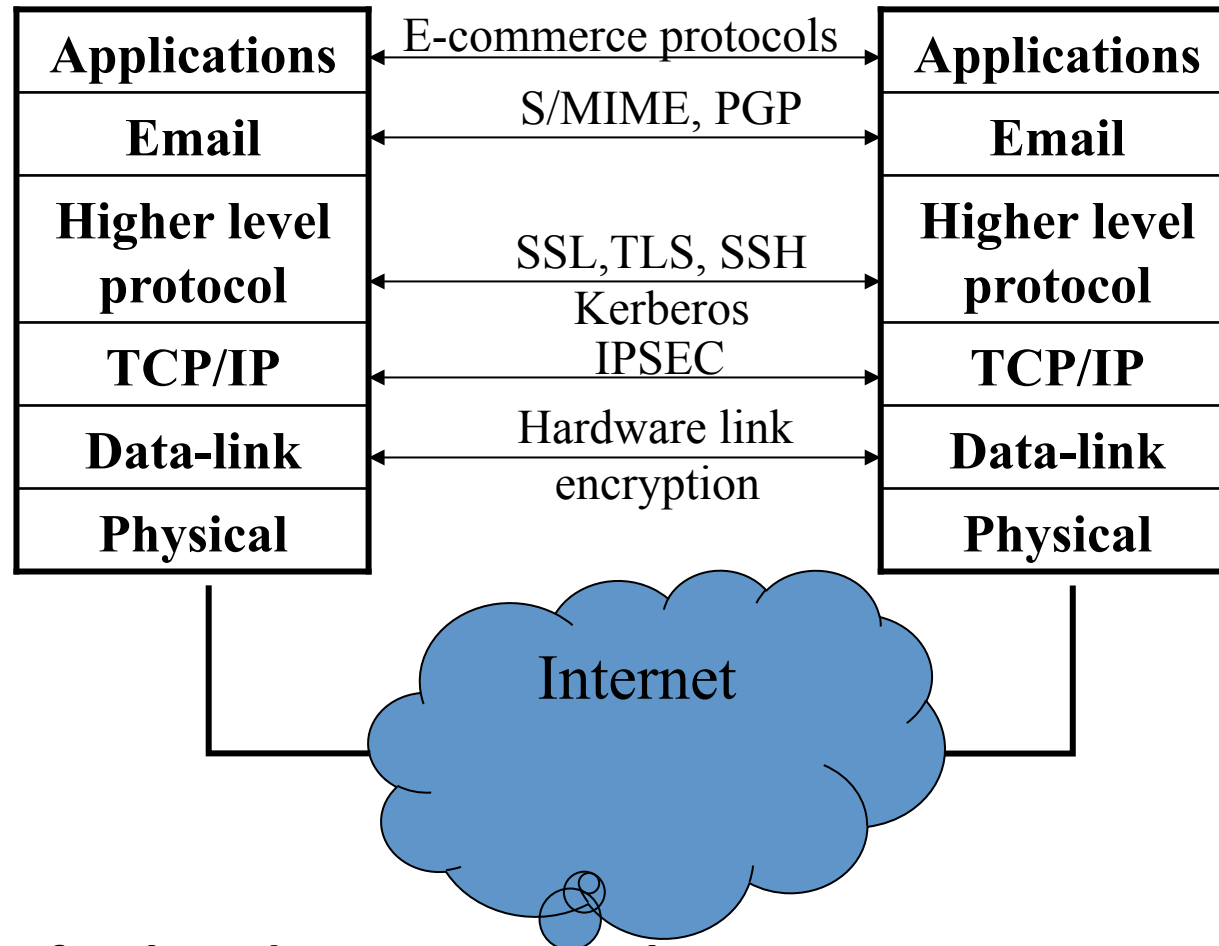 Applications
E-commerce protocols
Applications
Email
S/MIME, PGP
Email
Higher level
protocol
SSL,TLS, SSH
Higher level
protocol
Kerberos
TCP/IP
IPSEC
TCP/IP
Data-link
Hardware link
encryption
Data-link
Physical
Physical
Internet